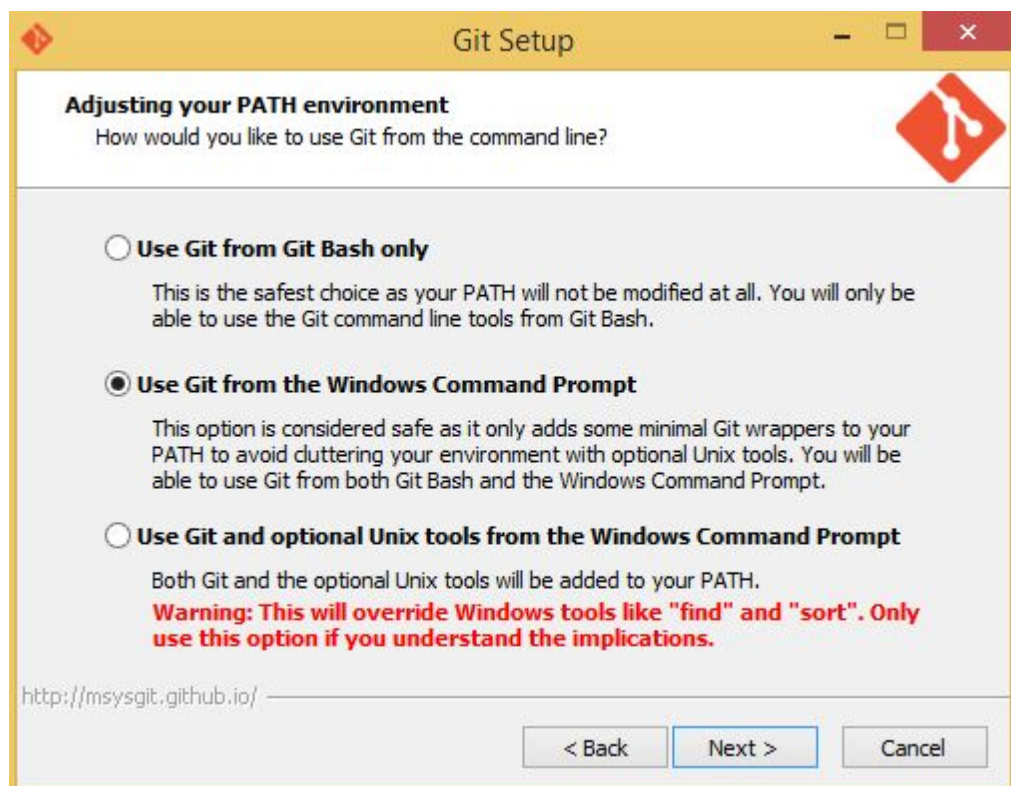 Git Setup
Adjusting your PATH environment
How would you like to use Git from the command line?
Use Git from Git Bash only
This is the safest choice as your PATH will not be modified at all. You will only be
able to use the Git command line tools from Git Bash.
Use Git from the Windows Command Prompt
This option is considered safe as it only adds some minimal Git wrappers to your
PATH to avoid cluttering your environment with optional Unix tools. You will be
able to use Git from both Git Bash and the Windows Command Prompt.
Use Git and optional Unix tools from the Windows Command Prompt
Both Git and the optional Unix tools will be added to your PATH.
Warning: This will override Windows tools like "find" and "sort". Only
use this option if you understand the implications.
http://msysgit.github.io/
< Back Next > Cancel